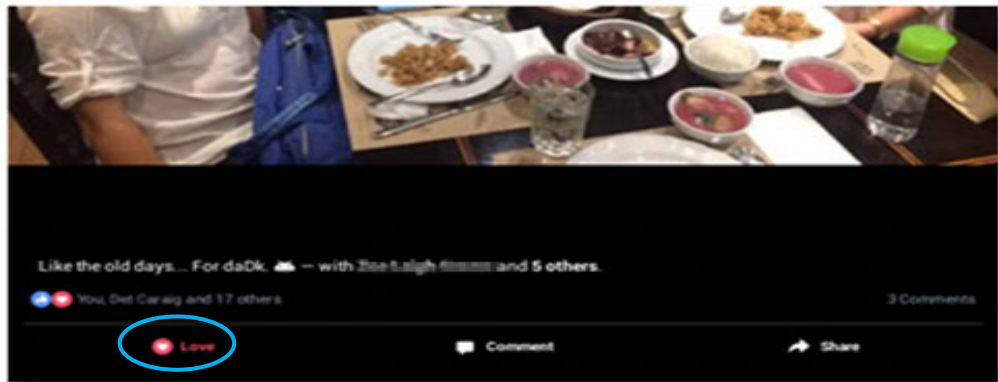 Like the old days... For daDk. — with and 5 others.
You, Det Caraig and 17 others
3 Comments
Love
Comment
Share